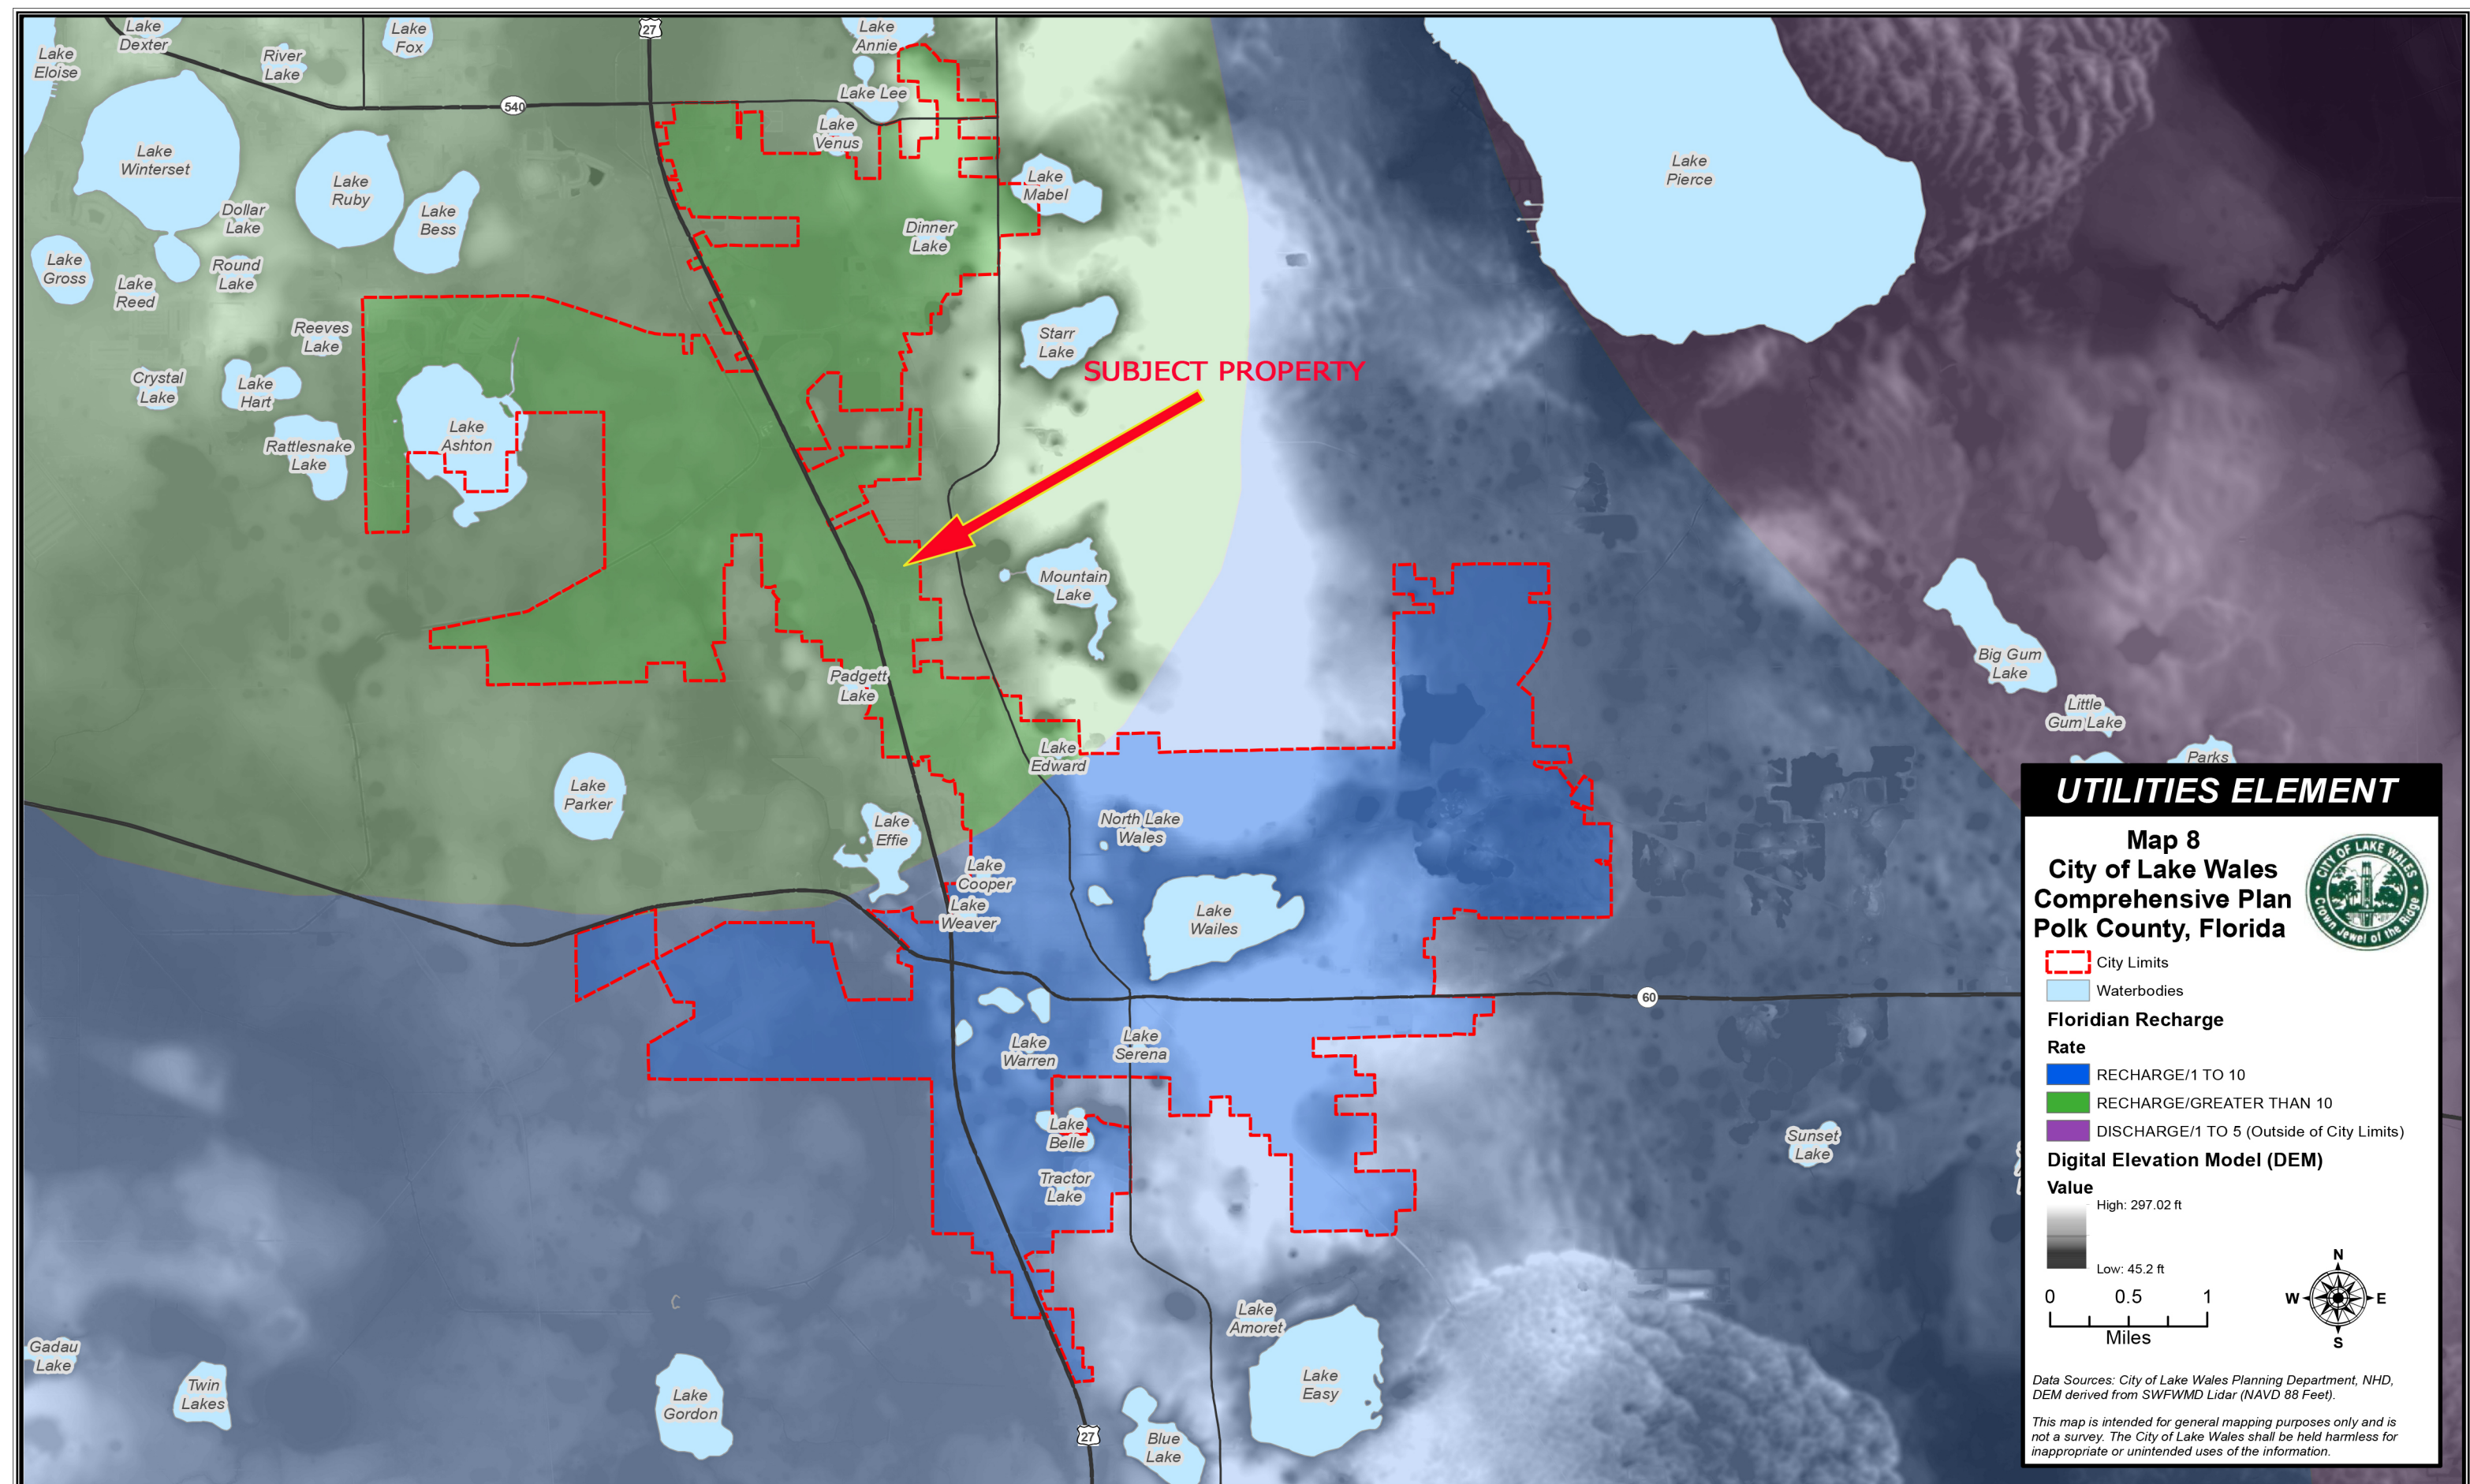 Lake
Dexter
Lake
Eloise
River
Lake
Lake
Fox
27
Lake
Annie
540
Lake Lee
Lake
Venus
Lake
Winterset
Lake
Ruby
Lake
Bess
Dollar
Lake
Lake
Gross
Lake
Reed
Round
Lake
Dinner
Lake
Lake
Mabel
Lake
Pierce
Reeves
Lake
Starr
Lake
SUBJECT PROPERTY
Crystal
Lake
Lake
Hart
Rattlesnake
Lake
Lake
Ashton
Mountain
Lake
Padgett
Lake
Big Gum
Lake
Little
Gum Lake
Parks
Lake
Edward
Lake
Parker
Lake
Effie
North Lake
Wales
Lake
Cooper
Lake
Weaver
Lake
Wailes
60
Lake
Warren
Lake
Serena
Lake
Belle
Tractor
Lake
Sunset
Lake
Lake
Amoret
Lake
Easy
Gadau
Lake
Twin
Lakes
Lake
Gordon
27
Blue
Lake
UTILITIES ELEMENT
Map 8
City of Lake Wales
Comprehensive Plan
Polk County, Florida
CITY OF LAKE WALES
Crown Jewel of the Ridge
City Limits
Waterbodies
Floridian Recharge
Rate
RECHARGE/1 TO 10
RECHARGE/GREATER THAN 10
DISCHARGE/1 TO 5 (Outside of City Limits)
Digital Elevation Model (DEM)
Value
High: 297.02 ft
Low: 45.2 ft
0 0.5 1
Miles
N
W E
S
Data Sources: City of Lake Wales Planning Department, NHD,
DEM derived from SWFWMD Lidar (NAVD 88 Feet).
This map is intended for general mapping purposes only and is
not a survey. The City of Lake Wales shall be held harmless for
inappropriate or unintended uses of the information.